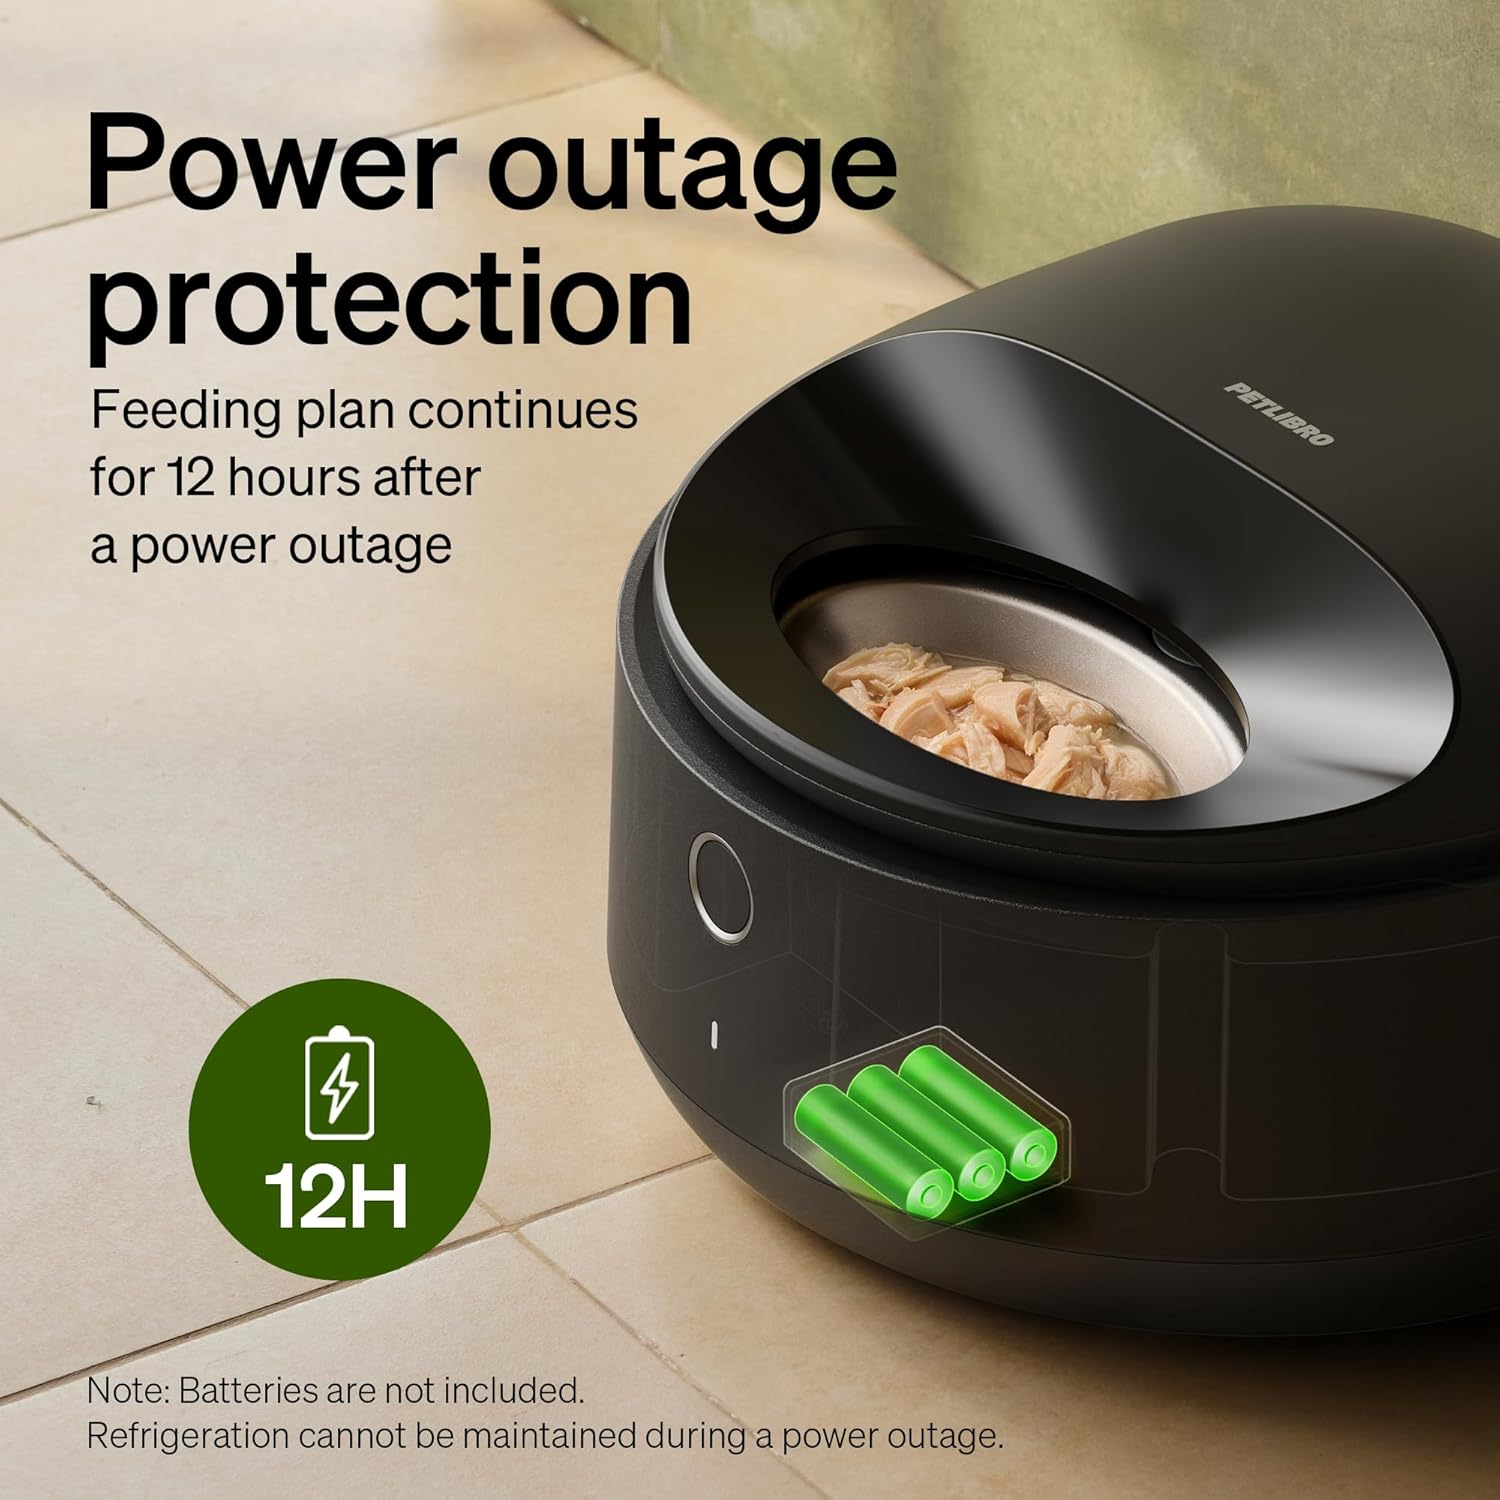 Power outage
protection
Feeding plan continues
for 12 hours after
a power outage
PETLIBRO
12H
Note: Batteries are not included.
Refrigeration cannot be maintained during a power outage.